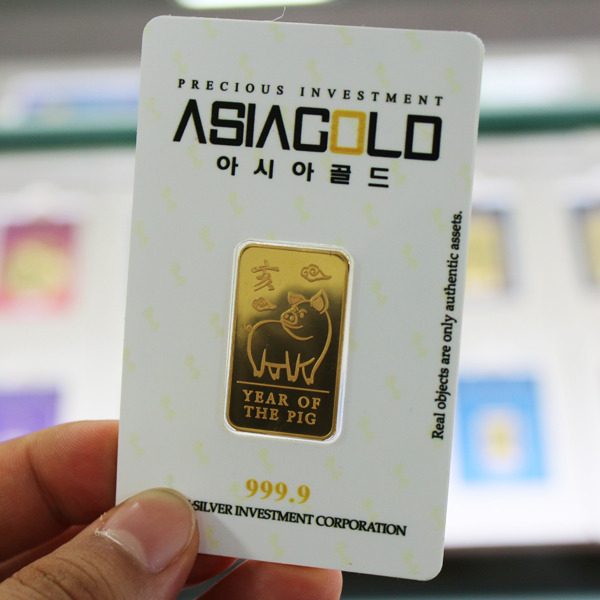 PRECIOUS INVESTMENT
ASIAGOLD
아시아골드
亥
YEAR OF
THE PIG
999.9
-SILVER INVESTMENT CORPORATION
Real objects are only authentic assets.